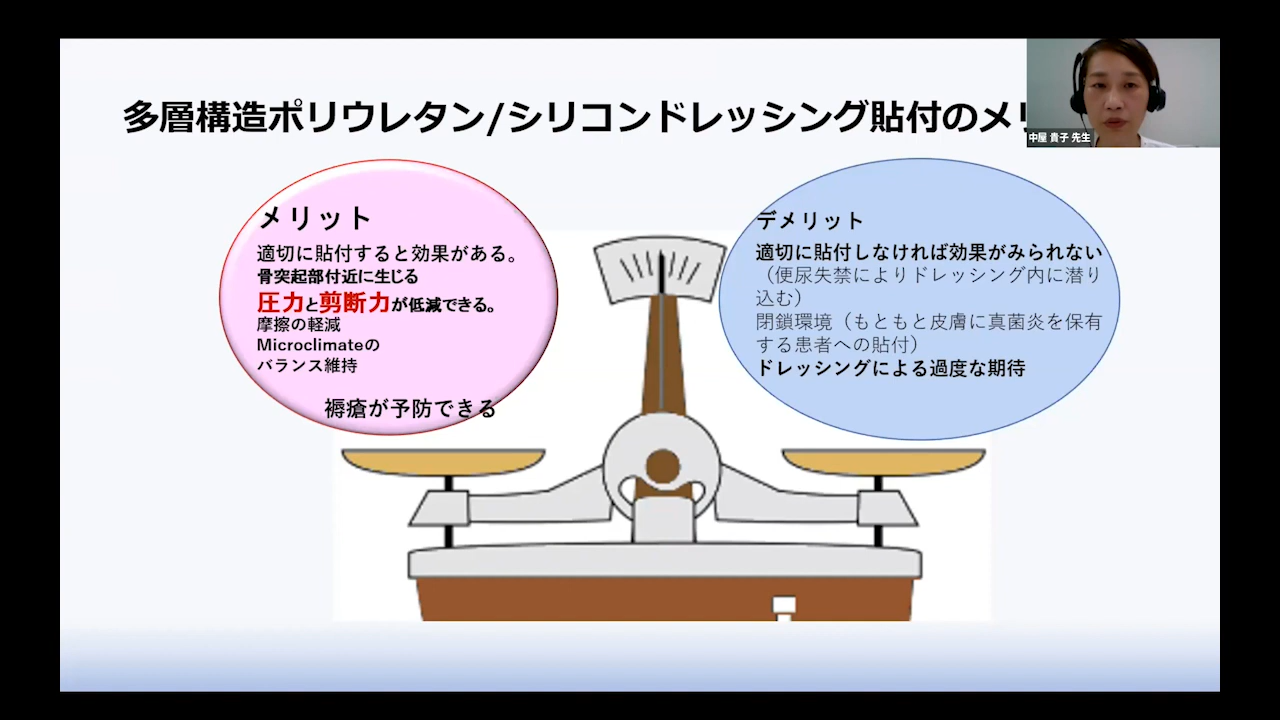 多層構造ポリウレタン/シリコンドレッシング貼付のメリ
中屋 貴子 先生
メリット
適切に貼付すると効果がある。
骨突起部付近に生じる
圧力と剪断力が低減できる。
摩擦の軽減
Microclimateの
バランス維持
褥瘡が予防できる
デメリット
適切に貼付しなければ効果がみられない
（便尿失禁によりドレッシング内に潜り
込む）
閉鎖環境（もともと皮膚に真菌炎を保有
する患者への貼付）
ドレッシングによる過度な期待